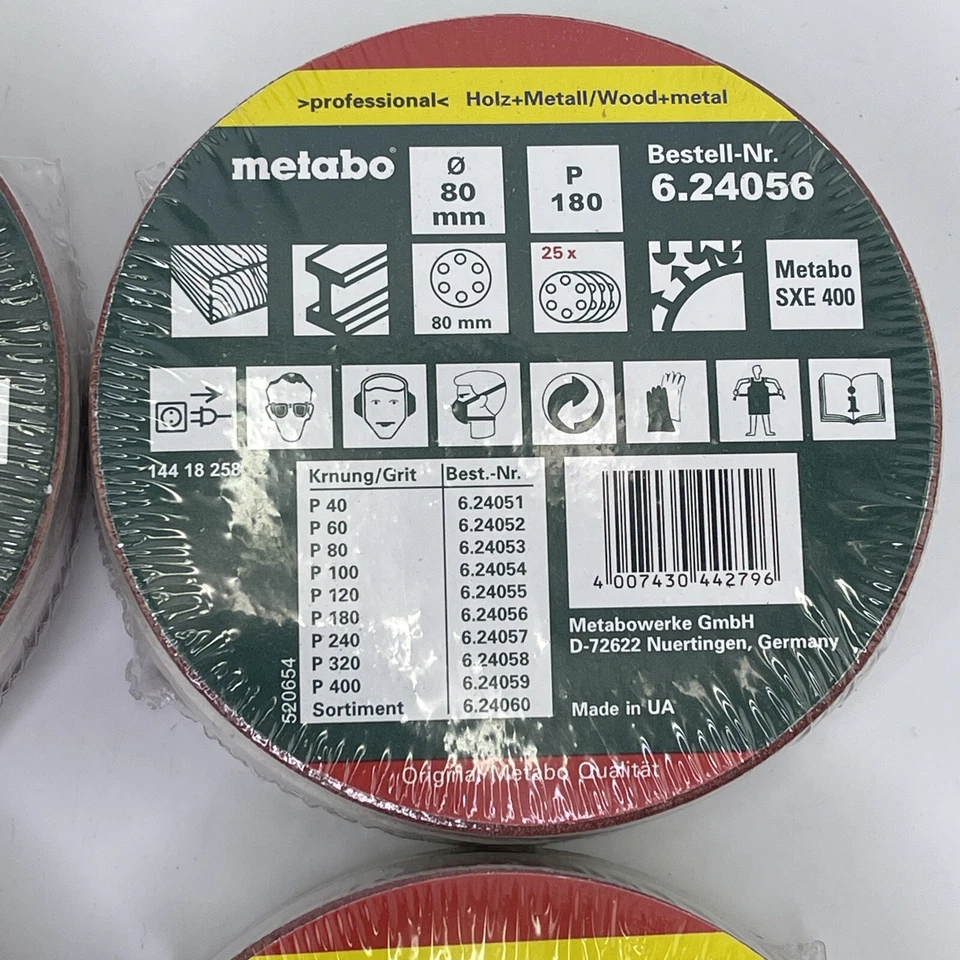 >professional< Holz+Metall/Wood+metal
metabo®
Ø
80
mm
P
180
Bestell-Nr.
6.24056
80 mm
25 x
Metabo
SXE 400
144 18 258
Krnung/Grit Best.-Nr.
P 40 6.24051
P 60 6.24052
P 80 6.24053
P 100 6.24054
P 120 6.24055
P 180 6.24056
P 240 6.24057
P 320 6.24058
P 400 6.24059
Sortiment 6.24060
520654
4 007430 442796
Metabowerke GmbH
D-72622 Nuertingen, Germany
Made in UA
Original Metabo Qualität